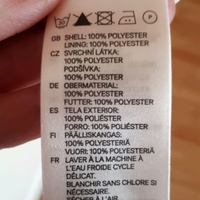 GB SHELL: 100% POLYESTER
LINING: 100% POLYESTER
CZ SVRCHNÍ LÁTKA:
100% POLYESTER
PODŠÍVKA:
100% POLYESTER
DE OBERMATERIAL:
100% POLYESTER
FUTTER: 100% POLYESTER
ES TELA EXTERIOR:
100% POLIÉSTER
FORRO: 100% POLIÉSTER
FI PÄÄLLISKANGAS:
100% POLYESTERIÄ
VUORI: 100% POLYESTERIÄ
FR LAVER À LA MACHINE À
L'EAU FROIDE CYCLE
DÉLICAT.
BLANCHIR SANS CHLORE SI
NÉCESSAIRE.
SÉCHER À L'AIR